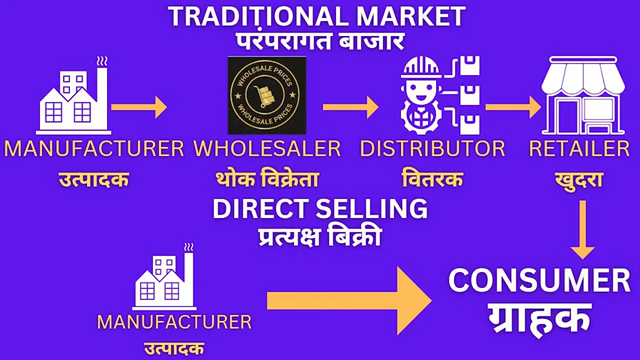 TRADITIONAL MARKET
परंपरागत बाजार
WHOLESALE PRICES
WHOLESALE PRICES
MANUFACTURER WHOLESALER DISTRIBUTOR RETAILER
उत्पादक थोक विक्रेता वितरक खुदरा
DIRECT SELLING
प्रत्यक्ष बिक्री
CONSUMER
ग्राहक
MANUFACTURER
उत्पादक